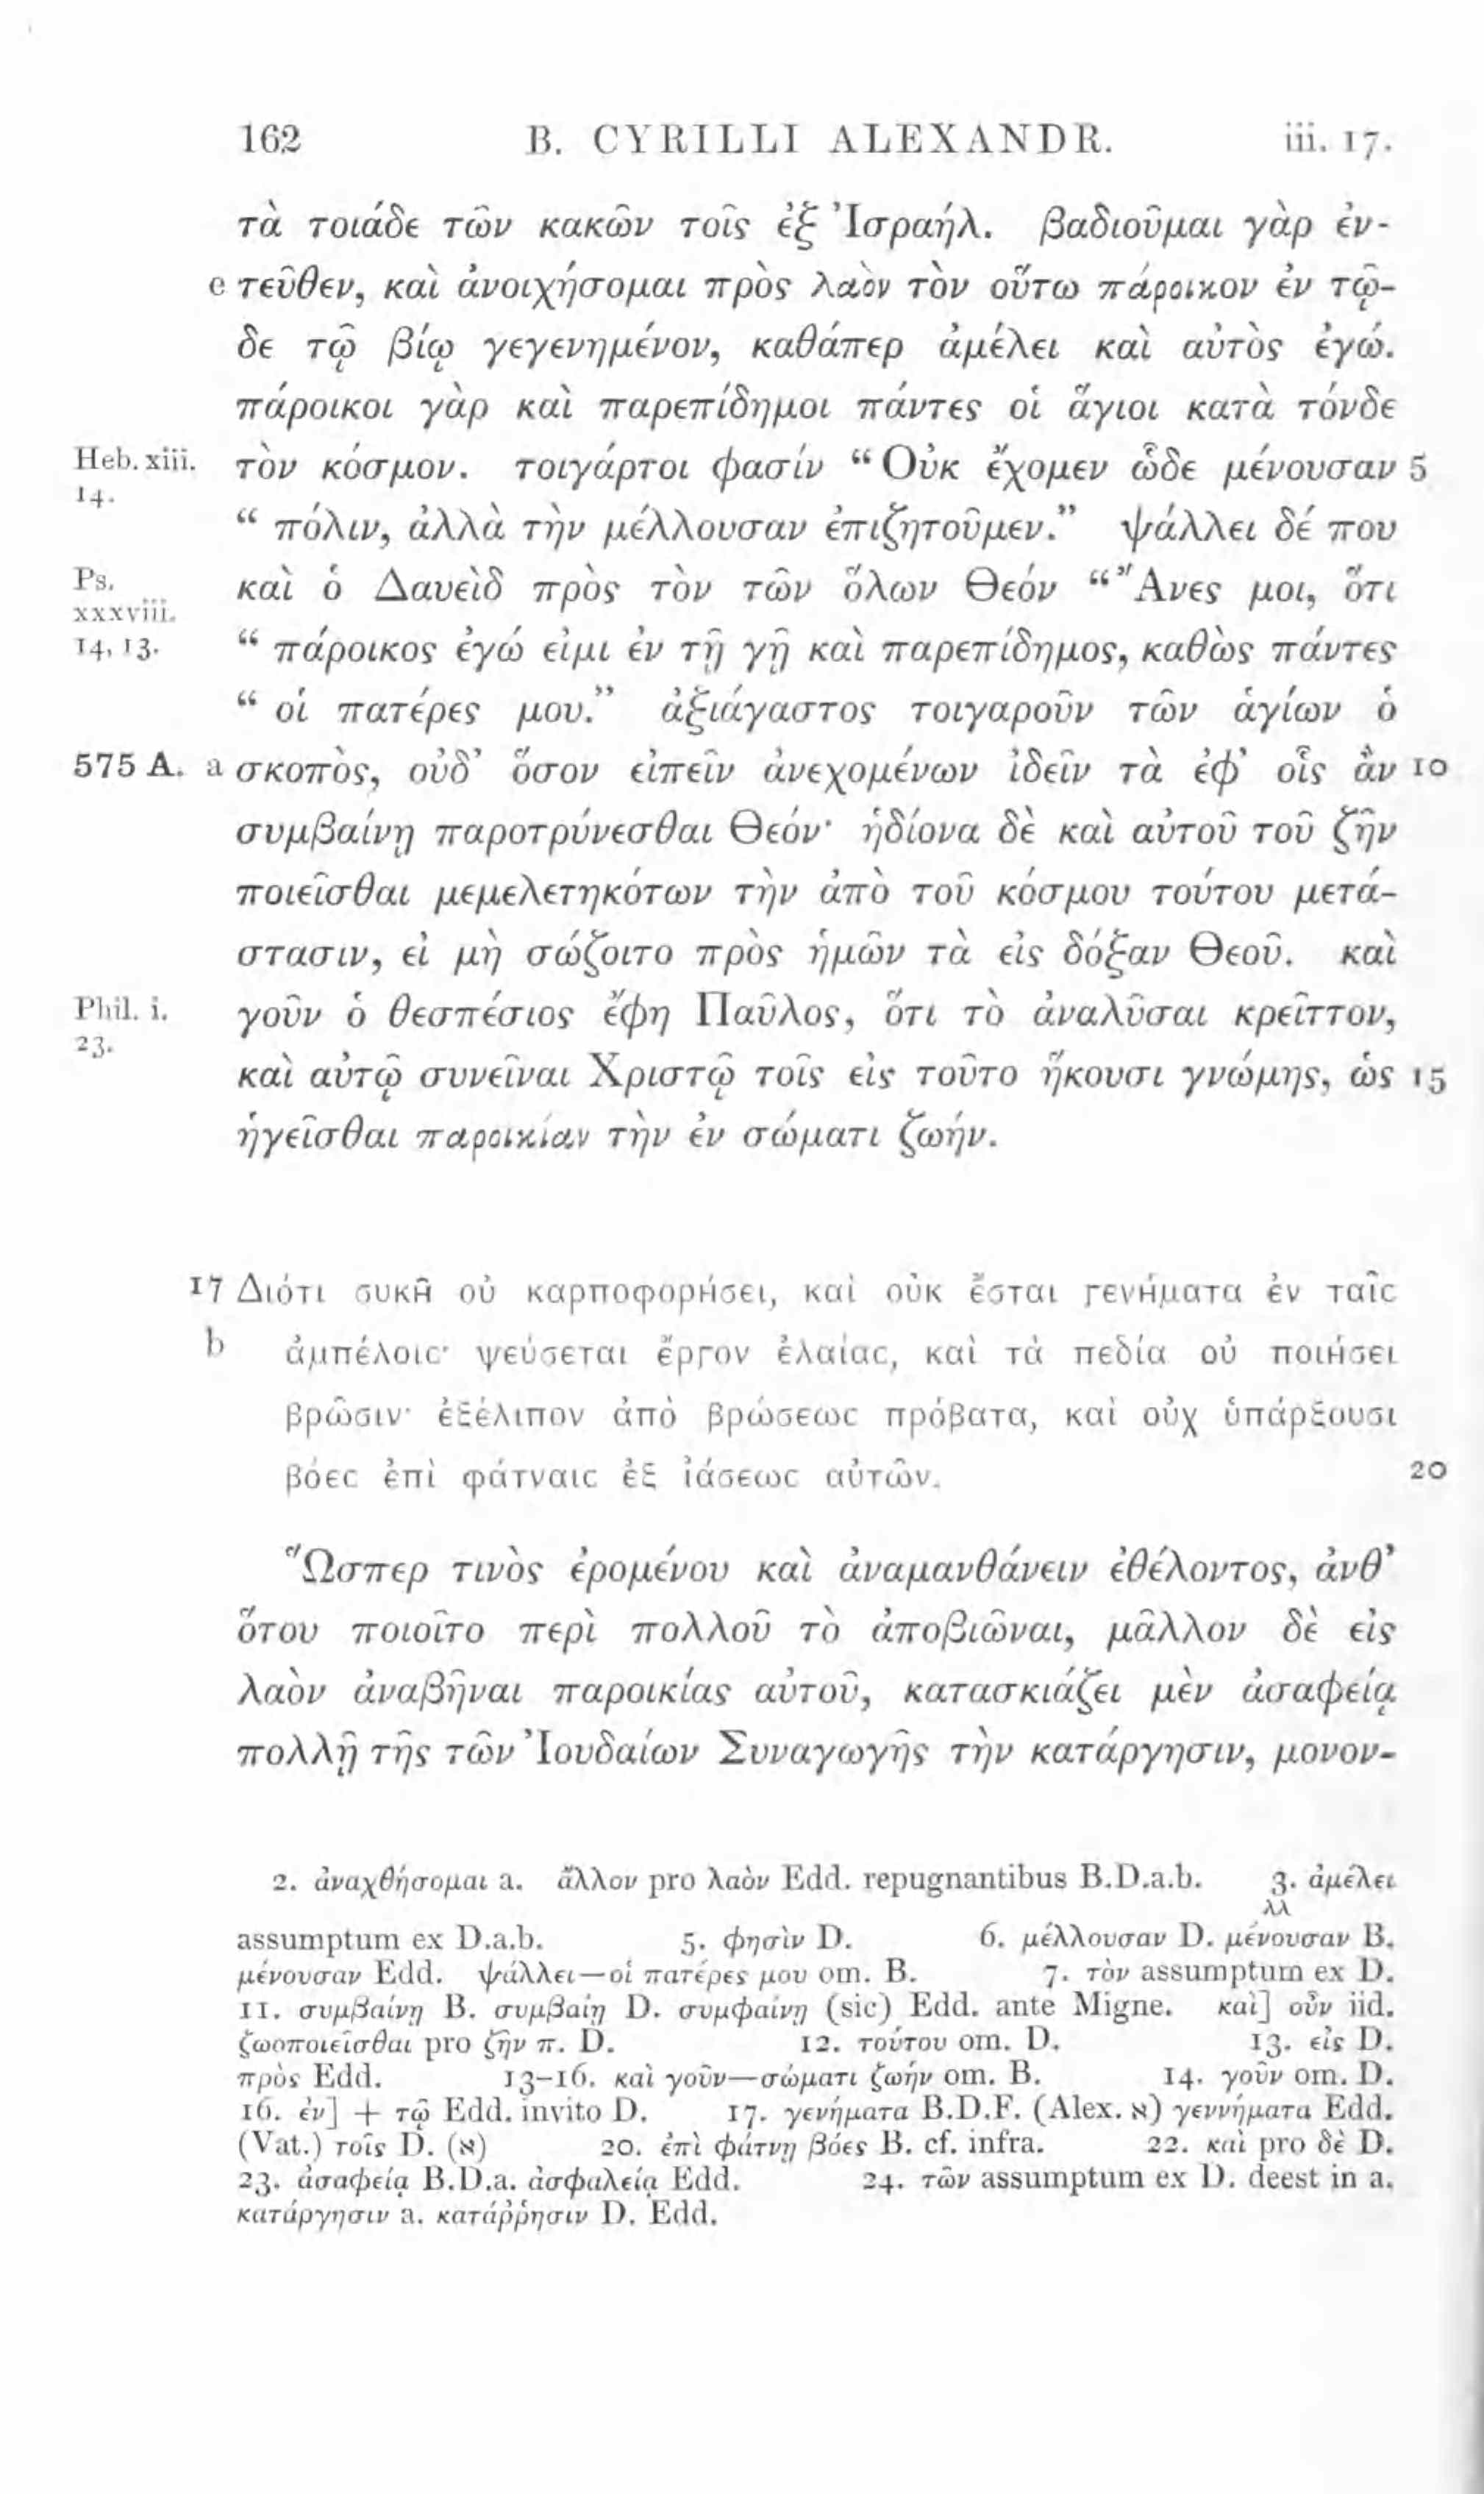 162 B. CYRILLI ALEXANDR. iii. 17.
τὰ τοιάδε τῶν κακῶν τοῖς ἐξ Ἰσραήλ. βαδιοῦμαι γὰρ ἐν-
e τεῦθεν, καὶ ἀνοιχήσομαι πρὸς λαὸν τὸν οὕτω πάροικον ἐν τῷ-
δε τῷ βίῳ γεγενημένον, καθάπερ ἀμέλει καὶ αὐτὸς ἐγώ.
πάροικοι γὰρ καὶ παρεπίδημοι πάντες οἱ ἅγιοι κατὰ τόνδε
Heb. xiii. 14. τὸν κόσμον. τοιγάρτοι φασίν “ Οὐκ ἔχομεν ὧδε μένουσαν 5
“ πόλιν, ἀλλὰ τὴν μέλλουσαν ἐπιζητοῦμεν.” ψάλλει δέ που
Ps. xxxviii. 14, 13. καὶ ὁ Δαυεὶδ πρὸς τὸν τῶν ὅλων Θεόν “ Ἄνες μοι, ὅτι
“ πάροικος ἐγώ εἰμι ἐν τῇ γῇ καὶ παρεπίδημος, καθὼς πάντες
“ οἱ πατέρες μου.” ἀξιάγαστος τοιγαροῦν τῶν ἁγίων ὁ
575 A. a σκοπὸς, οὐδ’ ὅσον εἰπεῖν ἀνεχομένων ἰδεῖν τὰ ἐφ’ οἷς ἂν 10
συμβαίνῃ παροτρύνεσθαι Θεόν· ἡδίονα δὲ καὶ αὐτοῦ τοῦ ζῆν
ποιεῖσθαι μεμελετηκότων τὴν ἀπὸ τοῦ κόσμου τούτου μετά-
στασιν, εἰ μὴ σώζοιτο πρὸς ἡμῶν τὰ εἰς δόξαν Θεοῦ. καὶ
Phil. i. 23. γοῦν ὁ θεσπέσιος ἔφη Παῦλος, ὅτι τὸ ἀναλῦσαι κρεῖττον,
καὶ αὐτῷ συνεῖναι Χριστῷ τοῖς εἰς τοῦτο ἥκουσι γνώμης, ὡς 15
ἡγεῖσθαι παροικίαν τὴν ἐν σώματι ζωήν.
17 Διότι συκῆ οὐ καρποφορήσει, καὶ οὐκ ἔσται γενήματα ἐν ταῖς
b ἀμπέλοις· ψεύσεται ἔργον ἐλαίας, καὶ τὰ πεδία οὐ ποιήσει
βρῶσιν· ἐξέλιπον ἀπὸ βρώσεως πρόβατα, καὶ οὐχ ὑπάρξουσι
βόες ἐπὶ φάτναις ἐξ ἰάσεως αὐτῶν. 20
Ὥσπερ τινὸς ἐρομένου καὶ ἀναμανθάνειν ἐθέλοντος, ἀνθ’
ὅτου ποιοῖτο περὶ πολλοῦ τὸ ἀποβιῶναι, μᾶλλον δὲ εἰς
λαὸν ἀναβῆναι παροικίας αὐτοῦ, κατασκιάζει μὲν ἀσαφείᾳ
πολλῇ τῆς τῶν Ἰουδαίων Συναγωγῆς τὴν κατάργησιν, μονον-
2. ἀναχθήσομαι a. ἄλλον pro λαὸν Edd. repugnantibus B.D.a.b. 3. ἀμέλει
λλ
assumptum ex D.a.b. 5. φησὶν D. 6. μέλλουσαν D. μένουσαν B.
μένουσαν Edd. ψάλλει—οἱ πατέρες μου om. B. 7. τὸν assumptum ex D.
11. συμβαίνῃ B. συμβαίῃ D. συμφαίνῃ (sic) Edd. ante Migne. καὶ] οὖν iid.
ζωοποιεῖσθαι pro ζῆν π. D. 12. τούτου om. D. 13. εἰς D.
πρὸς Edd. 13–16. καὶ γοῦν—σώματι ζωήν om. B. 14. γοῦν om. D.
16. ἐν] + τῷ Edd. invito D. 17. γενήματα B.D.F. (Alex. א) γεννήματα Edd.
(Vat.) τοῖς D. (א) 20. ἐπὶ φάτνῃ βόες B. cf. infra. 22. καὶ pro δὲ D.
23. ἀσαφείᾳ B.D.a. ἀσφαλείᾳ Edd. 24. τῶν assumptum ex D. deest in a.
κατάργησιν a. κατάῤῥησιν D. Edd.